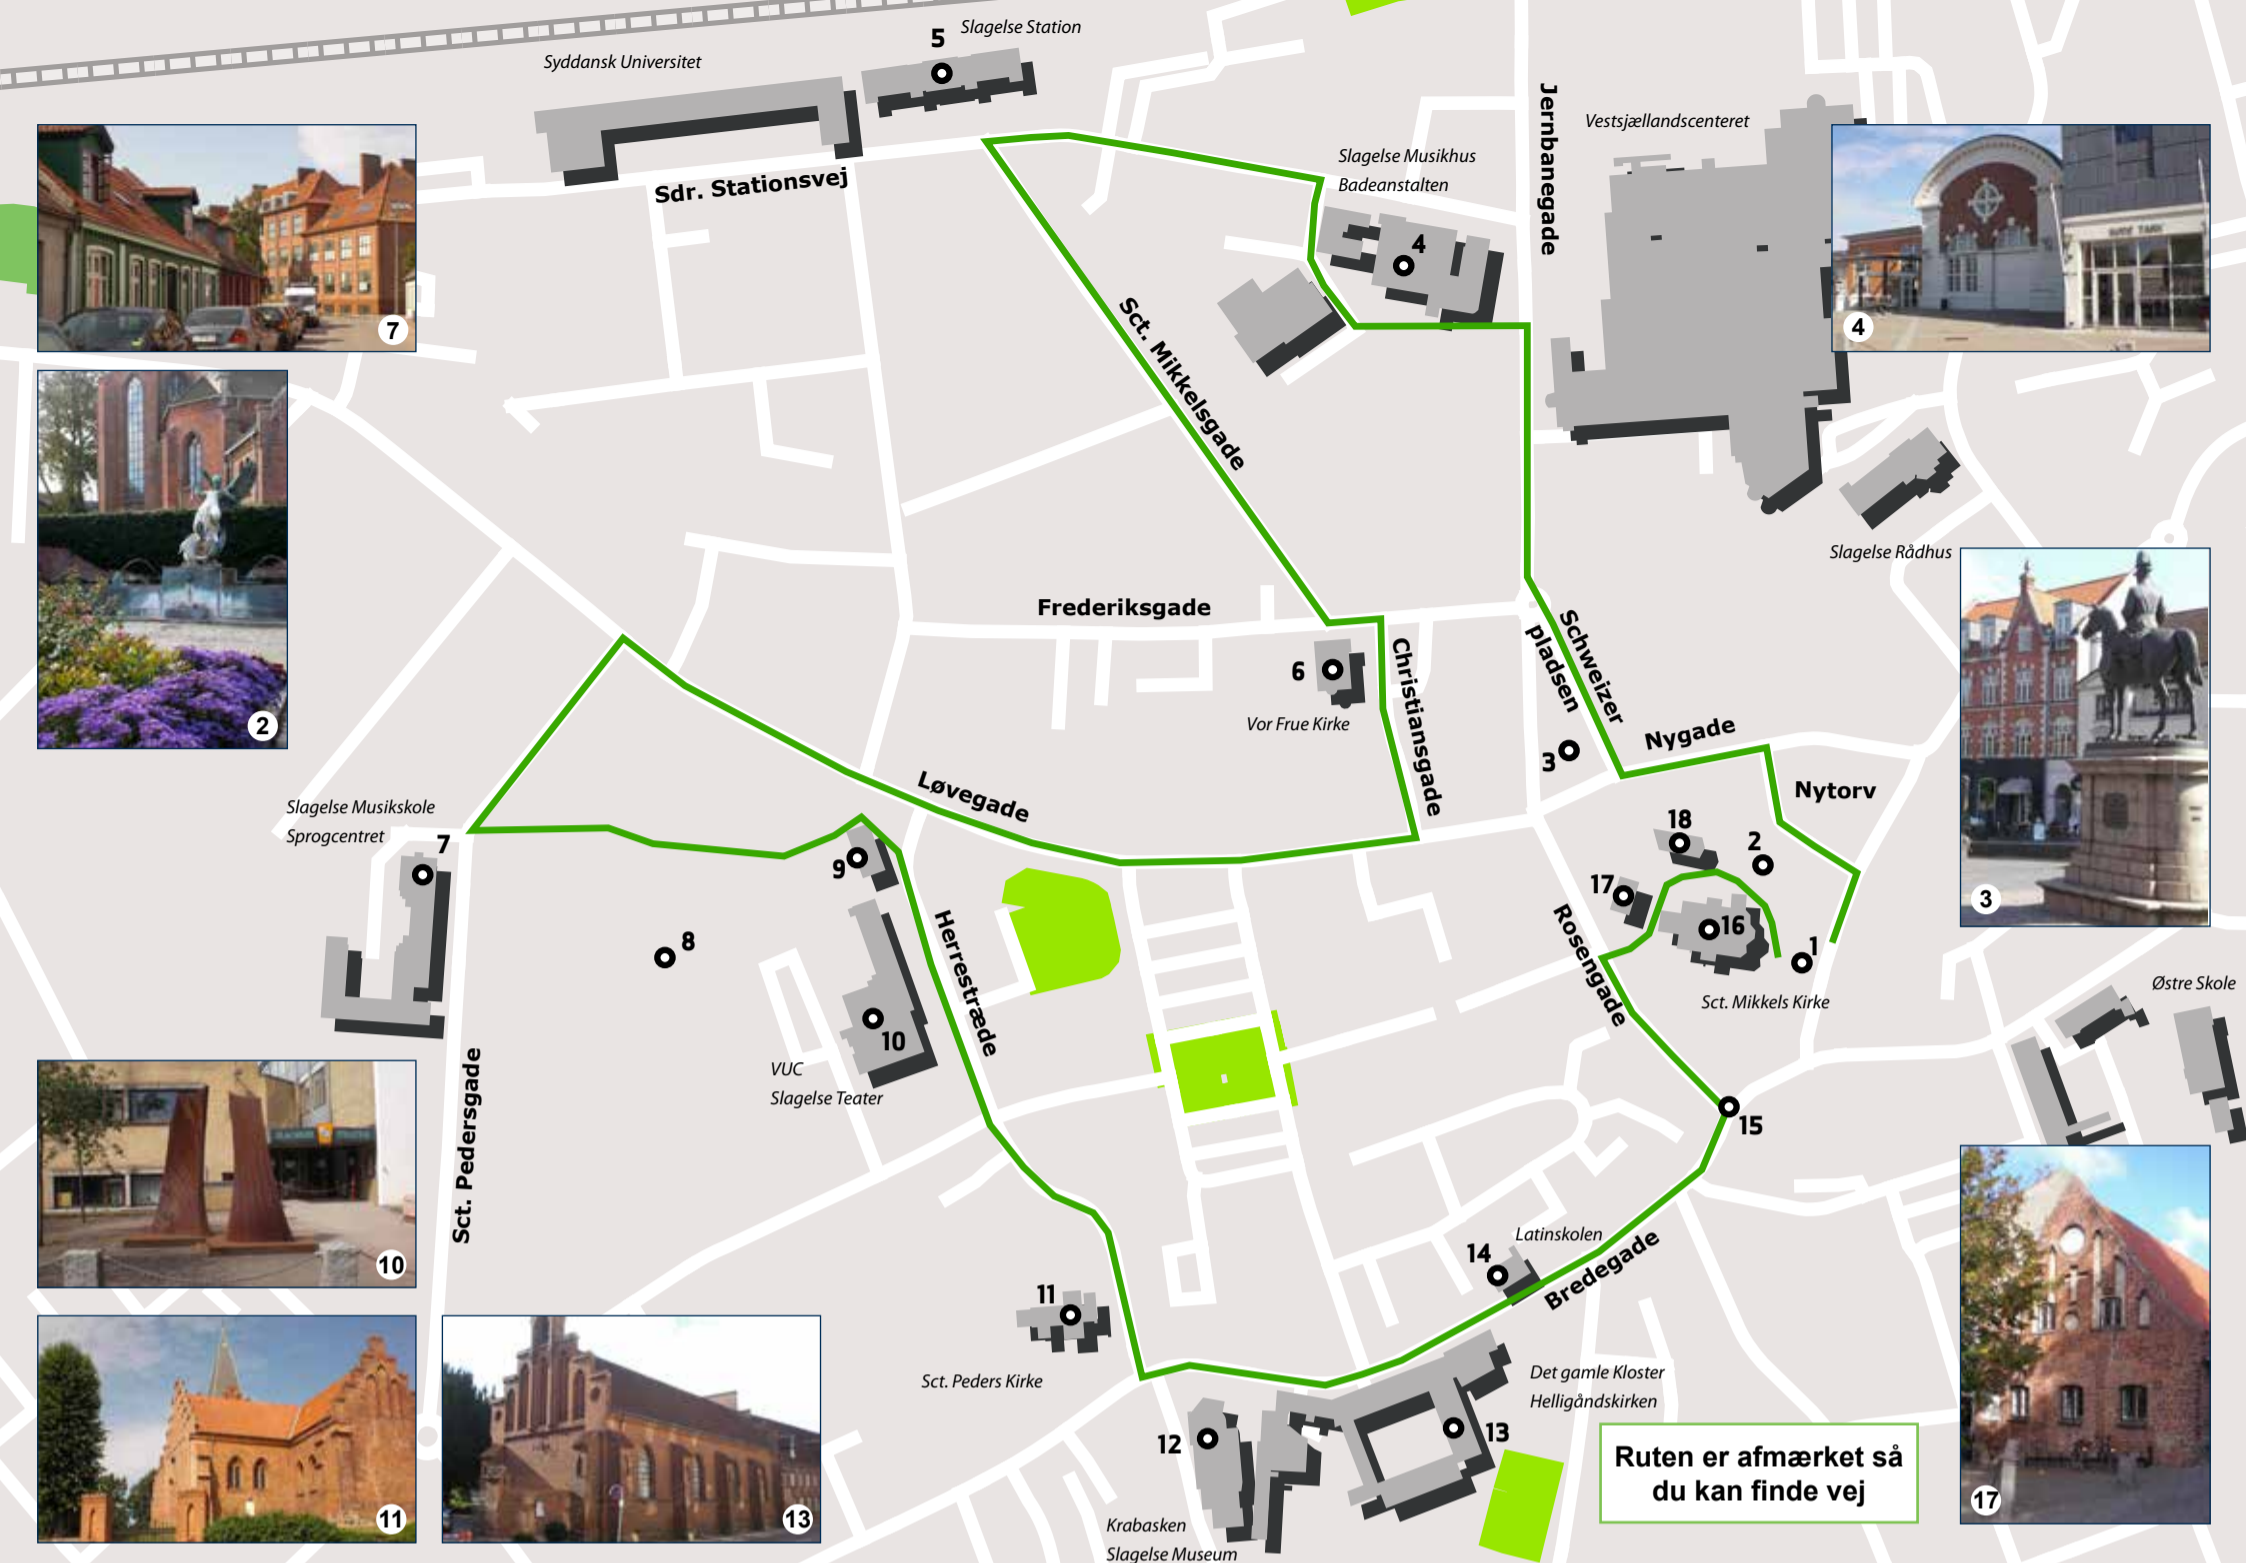 5
Slagelse Station
Syddansk Universitet
Sdr. Stationsvej
Jernbanegade
Vestsjællandscenteret
Slagelse Musikhus
Badeanstalten
4
4
7
Sct. Mikkelsgade
2
Slagelse Rådhus
Frederiksgade
6
Vor Frue Kirke
Christiansgade
Schweizer
pladsen
3
Nygade
Nytorv
3
Løvegade
Slagelse Musikskole
Sprogcentret
7
9
8
18
2
17
16
1
Sct. Mikkels Kirke
Rosengade
Østre Skole
Herrestræde
10
VUC
Slagelse Teater
Sct. Pedersgade
15
10
14
Latinskolen
Bredegade
11
Sct. Peders Kirke
Det gamle Kloster
Helligåndskirken
13
12
Krabasken
Slagelse Museum
Ruten er afmærket så
du kan finde vej
11
13
17